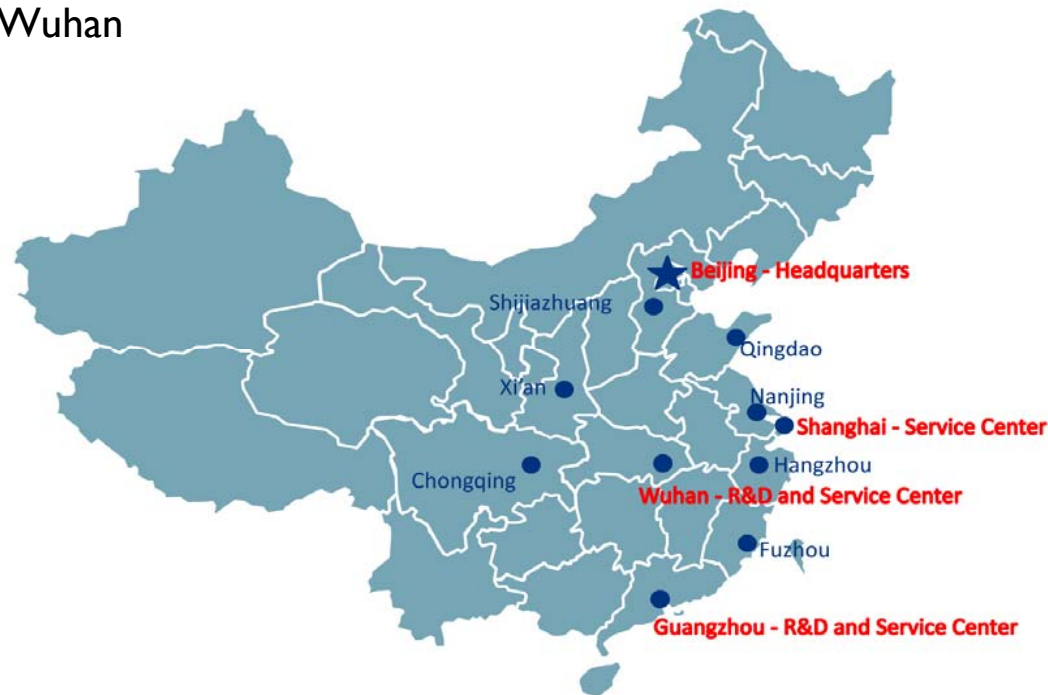 Wuhan
Beijing - Headquarters
Shijiazhuang
Qingdao
Xi'an
Nanjing
Shanghai - Service Center
Hangzhou
Chongqing
Wuhan - R&D and Service Center
Fuzhou
Guangzhou - R&D and Service Center